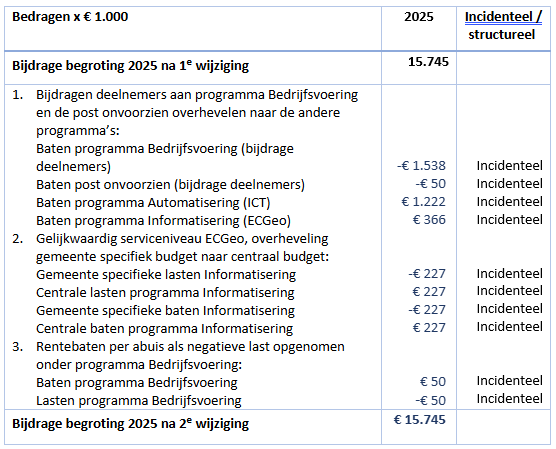 Bedragen x € 1.000 2025 Incidenteel /
structureel
Bijdrage begroting 2025 na 1e wijziging 15.745
1. Bijdragen deelnemers aan programma Bedrijfsvoering
en de post onvoorzien overhevelen naar de andere
programma's:
Baten programma Bedrijfsvoering (bijdrage
deelnemers) -€ 1.538 Incidenteel
Baten post onvoorzien (bijdrage deelnemers) -€ 50 Incidenteel
Baten programma Automatisering (ICT) € 1.222 Incidenteel
Baten programma Informatisering (ECGeo) € 366 Incidenteel
2. Gelijkwaardig serviceniveau ECGeo, overheveling
gemeente specifiek budget naar centraal budget:
Gemeente specifieke lasten Informatisering -€ 227 Incidenteel
Centrale lasten programma Informatisering € 227 Incidenteel
Gemeente specifieke baten Informatisering -€ 227 Incidenteel
Centrale baten programma Informatisering € 227 Incidenteel
3. Rentebaten per abuis als negatieve last opgenomen
onder programma Bedrijfsvoering:
Baten programma Bedrijfsvoering € 50 Incidenteel
Lasten programma Bedrijfsvoering -€ 50 Incidenteel
Bijdrage begroting 2025 na 2e wijziging € 15.745